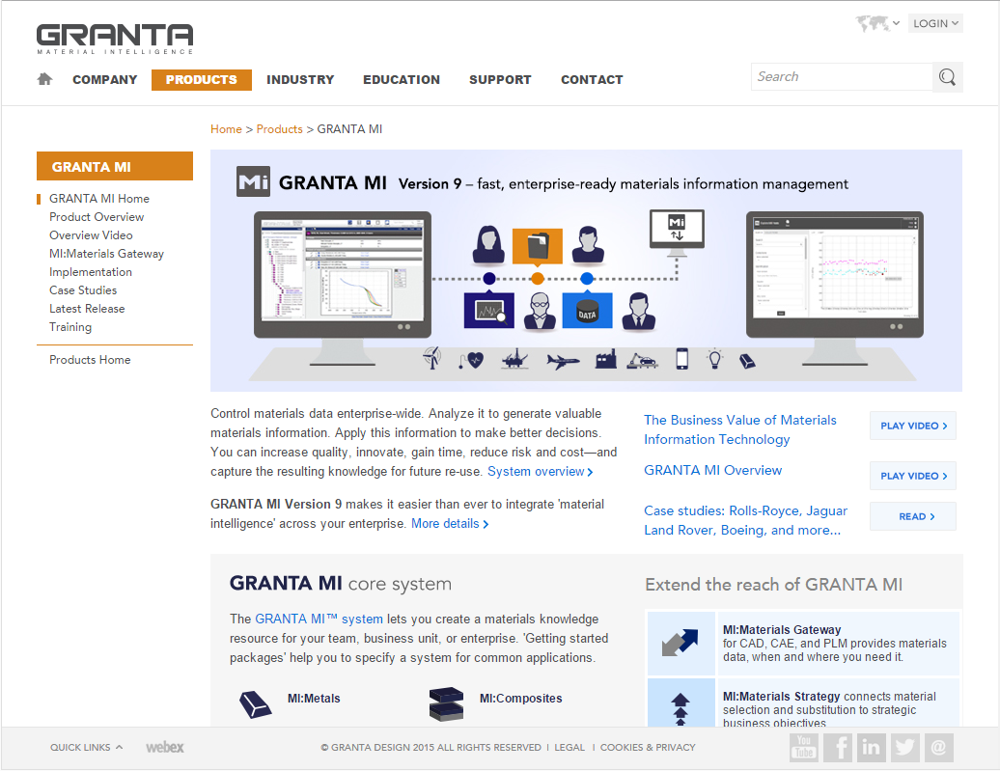 GRANTA
MATERIAL INTELLIGENCE
LOGIN
COMPANY
PRODUCTS
INDUSTRY
EDUCATION
SUPPORT
CONTACT
Search
Home > Products > GRANTA MI
GRANTA MI
GRANTA MI Home
Product Overview
Overview Video
MI:Materials Gateway
Implementation
Case Studies
Latest Release
Training
Products Home
Mi GRANTA MI Version 9 – fast, enterprise-ready materials information management
Mi
DATA
Control materials data enterprise-wide. Analyze it to generate valuable
materials information. Apply this information to make better decisions.
You can increase quality, innovate, gain time, reduce risk and cost—and
capture the resulting knowledge for future re-use. System overview
GRANTA MI Version 9 makes it easier than ever to integrate 'material
intelligence' across your enterprise. More details
The Business Value of Materials
Information Technology
PLAY VIDEO
GRANTA MI Overview
PLAY VIDEO
Case studies: Rolls-Royce, Jaguar
Land Rover, Boeing, and more...
READ
GRANTA MI core system
The GRANTA MI™ system lets you create a materials knowledge
resource for your team, business unit, or enterprise. 'Getting started
packages' help you to specify a system for common applications.
MI:Metals
MI:Composites
Extend the reach of GRANTA MI
MI:Materials Gateway
for CAD, CAE, and PLM provides materials
data, when and where you need it.
MI:Materials Strategy connects material
selection and substitution to strategic
business objectives
QUICK LINKS
webex
© GRANTA DESIGN 2015 ALL RIGHTS RESERVED | LEGAL | COOKIES & PRIVACY
You
Tube
f
in
@